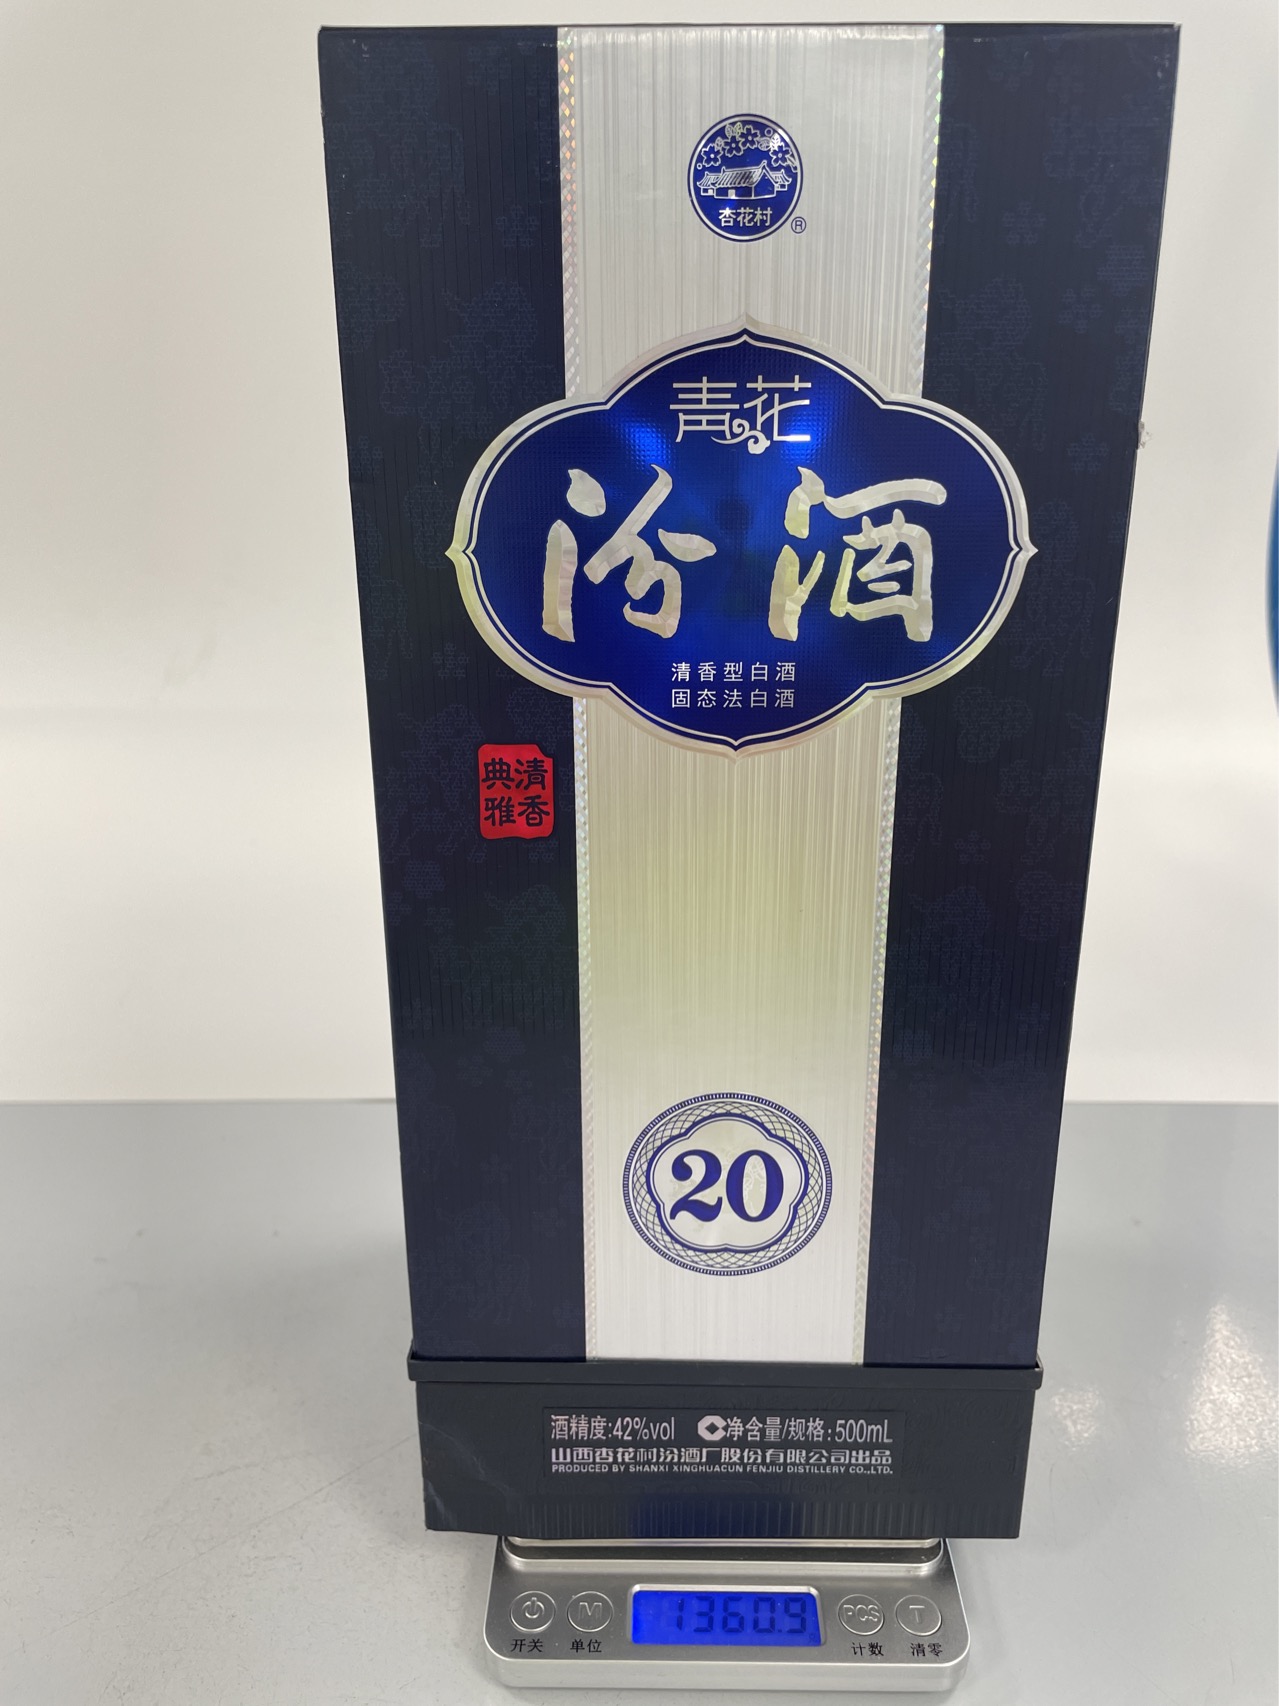 杏花村
®
青花
汾酒
清香型白酒
固态法白酒
清香
典雅
20
酒精度:42%vol 净含量/规格:500mL
山西杏花村汾酒厂股份有限公司出品
PRODUCED BY SHANXI XINGHUACUN FENJIU DISTILLERY CO.,LTD.
M 1360.9 PCS T
开关 单位 计数 清零